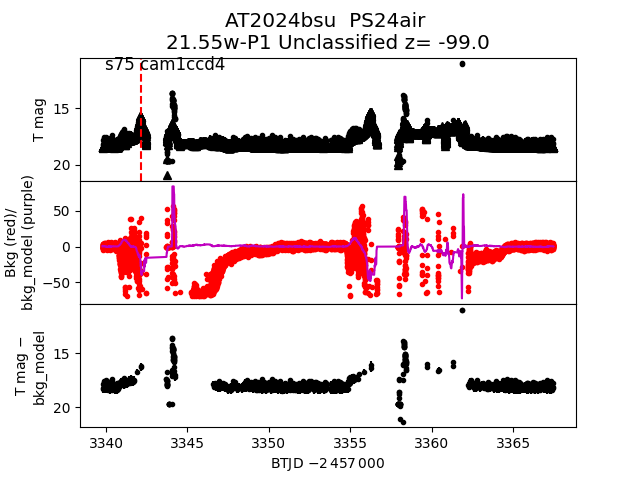 AT2024bsu  PS24air
21.55w-P1 Unclassified z= -99.0
s75 cam1ccd4
T mag
15
20
Bkg (red)/
bkg_model (purple)
50
0
−50
T mag −
bkg_model
15
20
3340 3345 3350 3355 3360 3365
BTJD −2 457 000